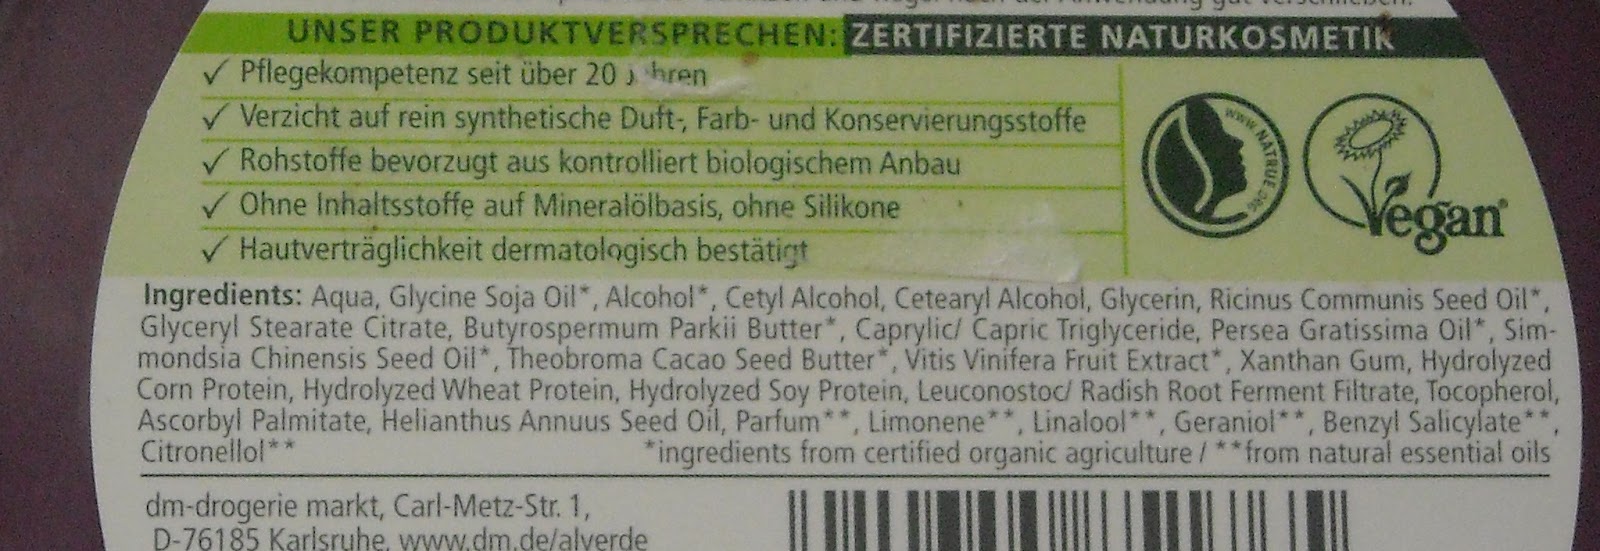 UNSER PRODUKTVERSPRECHEN: ZERTIFIZIERTE NATURKOSMETIK
✓ Pflegekompetenz seit über 20 Jahren
✓ Verzicht auf rein synthetische Duft-, Farb- und Konservierungsstoffe
✓ Rohstoffe bevorzugt aus kontrolliert biologischem Anbau
✓ Ohne Inhaltsstoffe auf Mineralölbasis, ohne Silikone
✓ Hautverträglichkeit dermatologisch bestätigt
WWW.NATRUE.ORG
Vegan
Ingredients: Aqua, Glycine Soja Oil*, Alcohol*, Cetyl Alcohol, Cetearyl Alcohol, Glycerin, Ricinus Communis Seed Oil*,
Glyceryl Stearate Citrate, Butyrospermum Parkii Butter*, Caprylic/ Capric Triglyceride, Persea Gratissima Oil*, Sim-
mondsia Chinensis Seed Oil*, Theobroma Cacao Seed Butter*, Vitis Vinifera Fruit Extract*, Xanthan Gum, Hydrolyzed
Corn Protein, Hydrolyzed Wheat Protein, Hydrolyzed Soy Protein, Leuconostoc/ Radish Root Ferment Filtrate, Tocopherol,
Ascorbyl Palmitate, Helianthus Annuus Seed Oil, Parfum**, Limonene**, Linalool**, Geraniol**, Benzyl Salicylate**,
Citronellol** *ingredients from certified organic agriculture / **from natural essential oils
dm-drogerie markt, Carl-Metz-Str. 1,
D-76185 Karlsruhe, www.dm.de/alverde